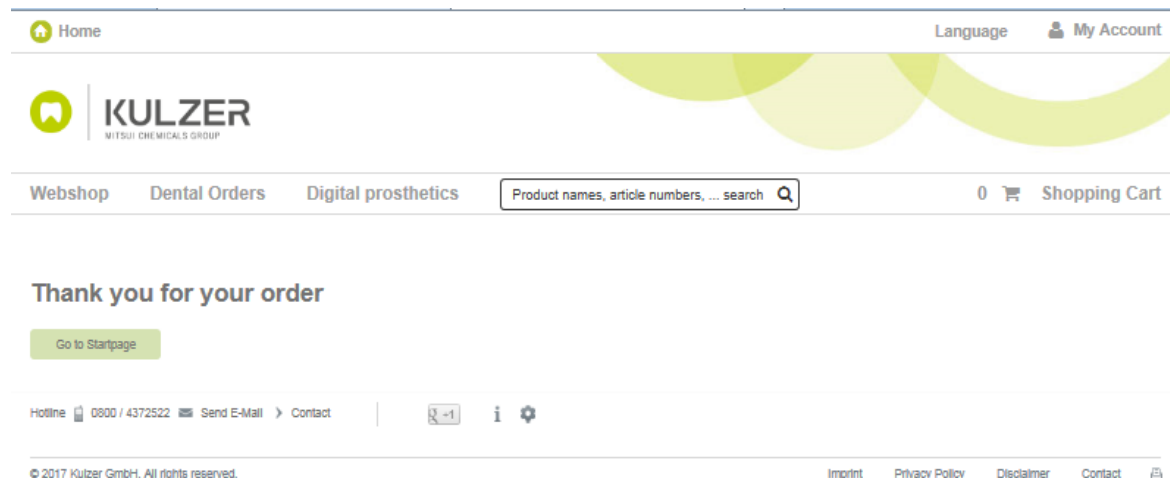 Home Language My Account
KULZER
MITSUI CHEMICALS GROUP
Webshop Dental Orders Digital prosthetics Product names, article numbers, ... search 0 Shopping Cart
Thank you for your order
Go to Startpage
Hotline 0800 / 4372522 Send E-Mail > Contact g +1 i
© 2017 Kulzer GmbH. All rights reserved. Imprint Privacy Policy Disclaimer Contact